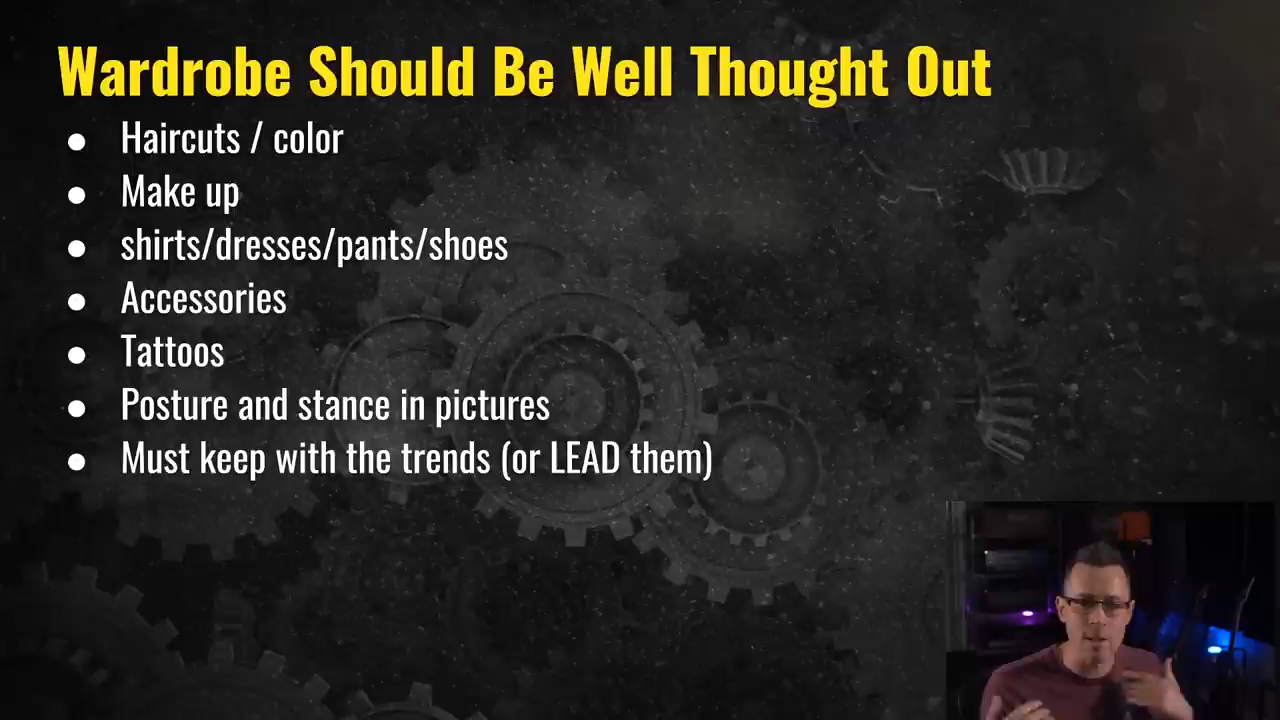 Wardrobe Should Be Well Thought Out
● Haircuts / color
● Make up
● shirts/dresses/pants/shoes
● Accessories
● Tattoos
● Posture and stance in pictures
● Must keep with the trends (or LEAD them)